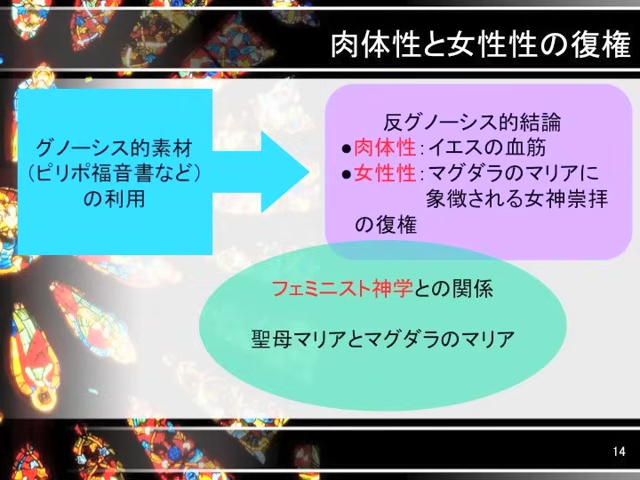 肉体性と女性性の復権
グノーシス的素材
（ピリポ福音書など）
の利用
反グノーシス的結論
●肉体性：イエスの血筋
●女性性：マグダラのマリアに
象徴される女神崇拝
の復権
フェミニスト神学との関係
聖母マリアとマグダラのマリア
14